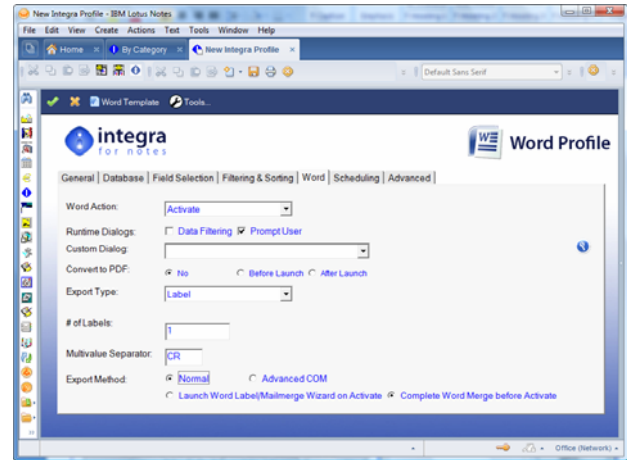 New Integra Profile - IBM Lotus Notes
File Edit View Create Actions Text Tools Window Help
Home By Category New Integra Profile
Default Sans Serif
Word Template Tools...
integra
for notes
Word Profile
General | Database | Field Selection | Filtering & Sorting | Word | Scheduling | Advanced |
Word Action: Activate
Runtime Dialogs: Data Filtering Prompt User
Custom Dialog:
Convert to PDF: No Before Launch After Launch
Export Type: Label
# of Labels: 1
Multivalue Separator: CR
Export Method: Normal Advanced COM
Launch Word Label/Mailmerge Wizard on Activate Complete Word Merge before Activate
Office (Network)